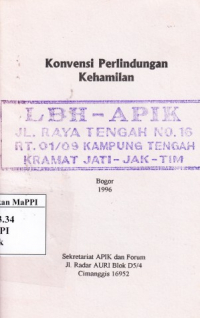 Konvensi Perlindungan
Kehamilan
LBH-APIK
JL. RAYA TENGAH NO. 16
RT. 01/09 KAMPUNG TENGAH
KRAMAT JATI-JAK-TIM
Bogor
1996
kan MaPPI
3.34
PI
k
Sekretariat APIK dan Forum
Jl. Radar AURI Blok D5/4
Cimanggis 16952